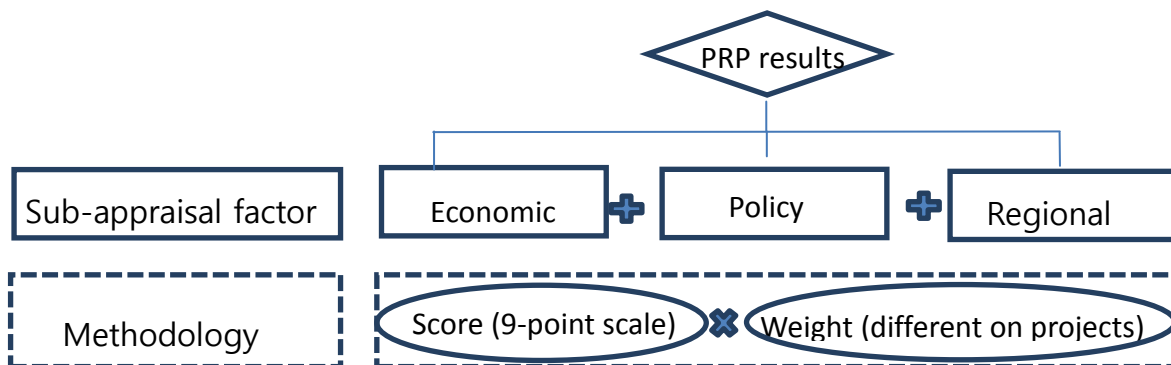 PRP results
Sub-appraisal factor
Economic
Policy
Regional
Methodology
Score (9-point scale)
Weight (different on projects)